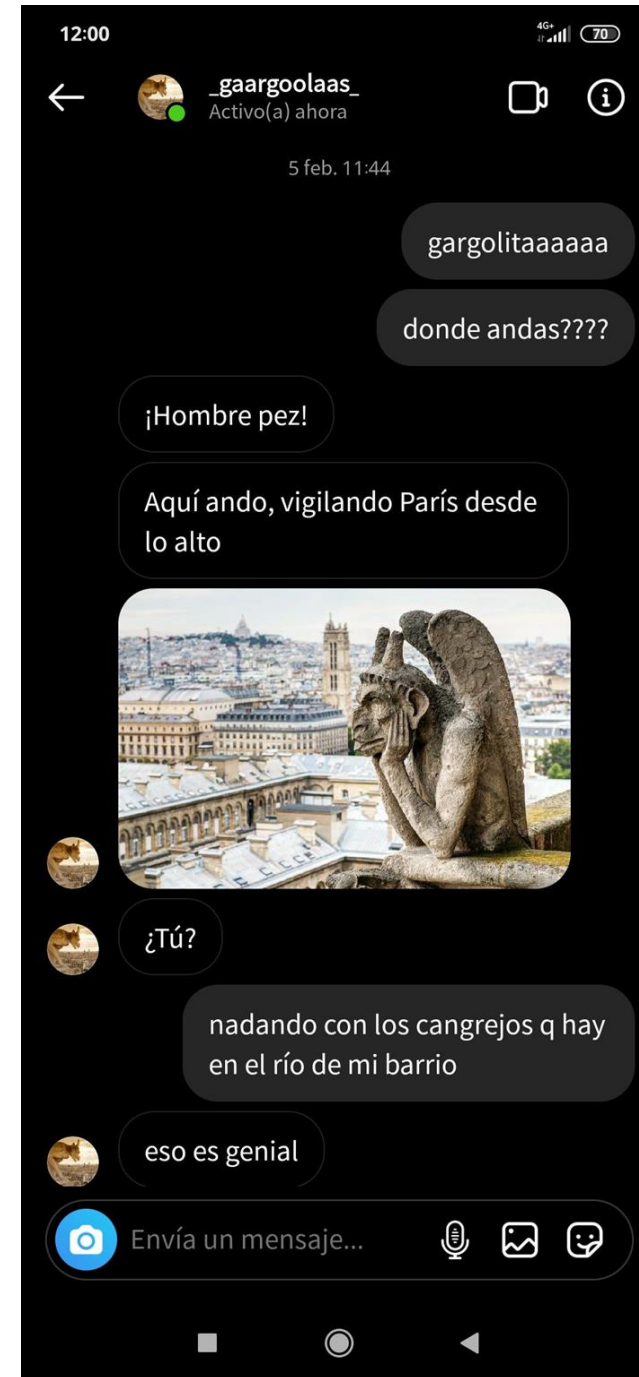 12:00
4G+
70
_gaargoolaas_
Activo(a) ahora
5 feb. 11:44
gargolitaaaaaa
donde andas????
¡Hombre pez!
Aquí ando, vigilando París desde
lo alto
¿Tú?
nadando con los cangrejos q hay
en el río de mi barrio
eso es genial
Envía un mensaje...